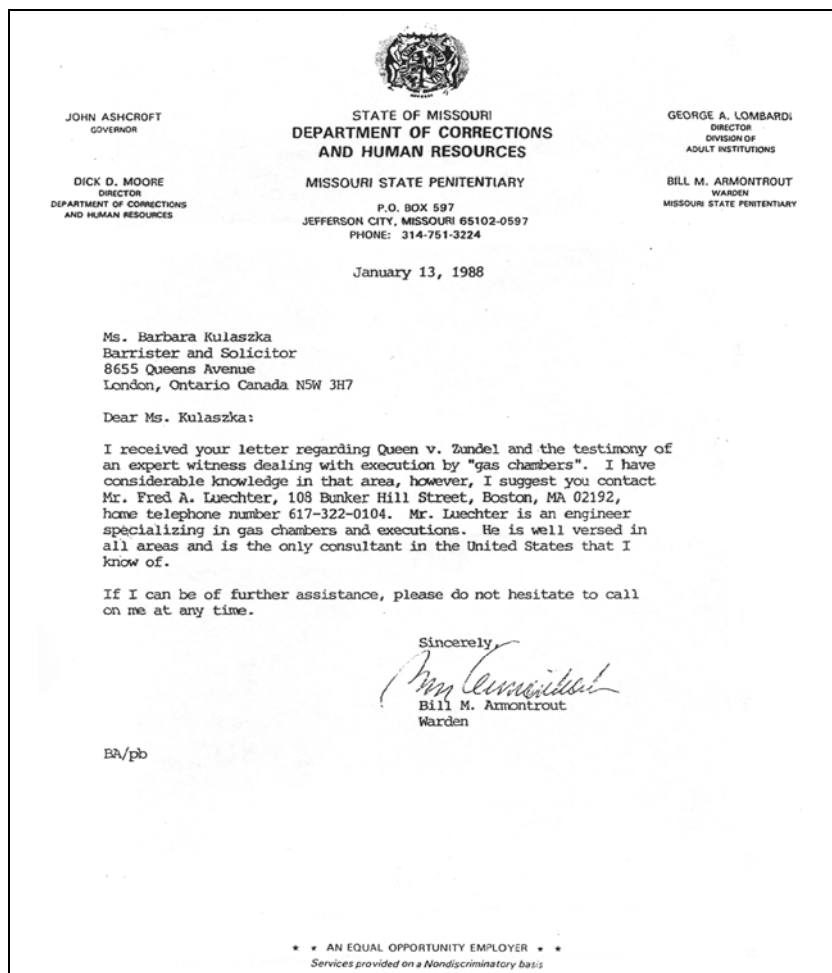 JOHN ASHCROFT
GOVERNOR
DICK D. MOORE
DIRECTOR
DEPARTMENT OF CORRECTIONS
AND HUMAN RESOURCES
STATE OF MISSOURI
DEPARTMENT OF CORRECTIONS
AND HUMAN RESOURCES
MISSOURI STATE PENITENTIARY
P.O. BOX 597
JEFFERSON CITY, MISSOURI 65102-0597
PHONE: 314-751-3224
GEORGE A. LOMBARDI
DIRECTOR
DIVISION OF
ADULT INSTITUTIONS
BILL M. ARMONTROUT
WARDEN
MISSOURI STATE PENITENTIARY
January 13, 1988
Ms. Barbara Kulaszka
Barrister and Solicitor
8655 Queens Avenue
London, Ontario Canada N5W 3H7
Dear Ms. Kulaszka:
I received your letter regarding Queen v. Zundel and the testimony of
an expert witness dealing with execution by "gas chambers". I have
considerable knowledge in that area, however, I suggest you contact
Mr. Fred A. Luechter, 108 Bunker Hill Street, Boston, MA 02192,
home telephone number 617-322-0104. Mr. Luechter is an engineer
specializing in gas chambers and executions. He is well versed in
all areas and is the only consultant in the United States that I
know of.
If I can be of further assistance, please do not hesitate to call
on me at any time.
Sincerely,
Bill M. Armontrout
Warden
BA/pb
* * AN EQUAL OPPORTUNITY EMPLOYER * *
Services provided on a Nondiscriminatory basis